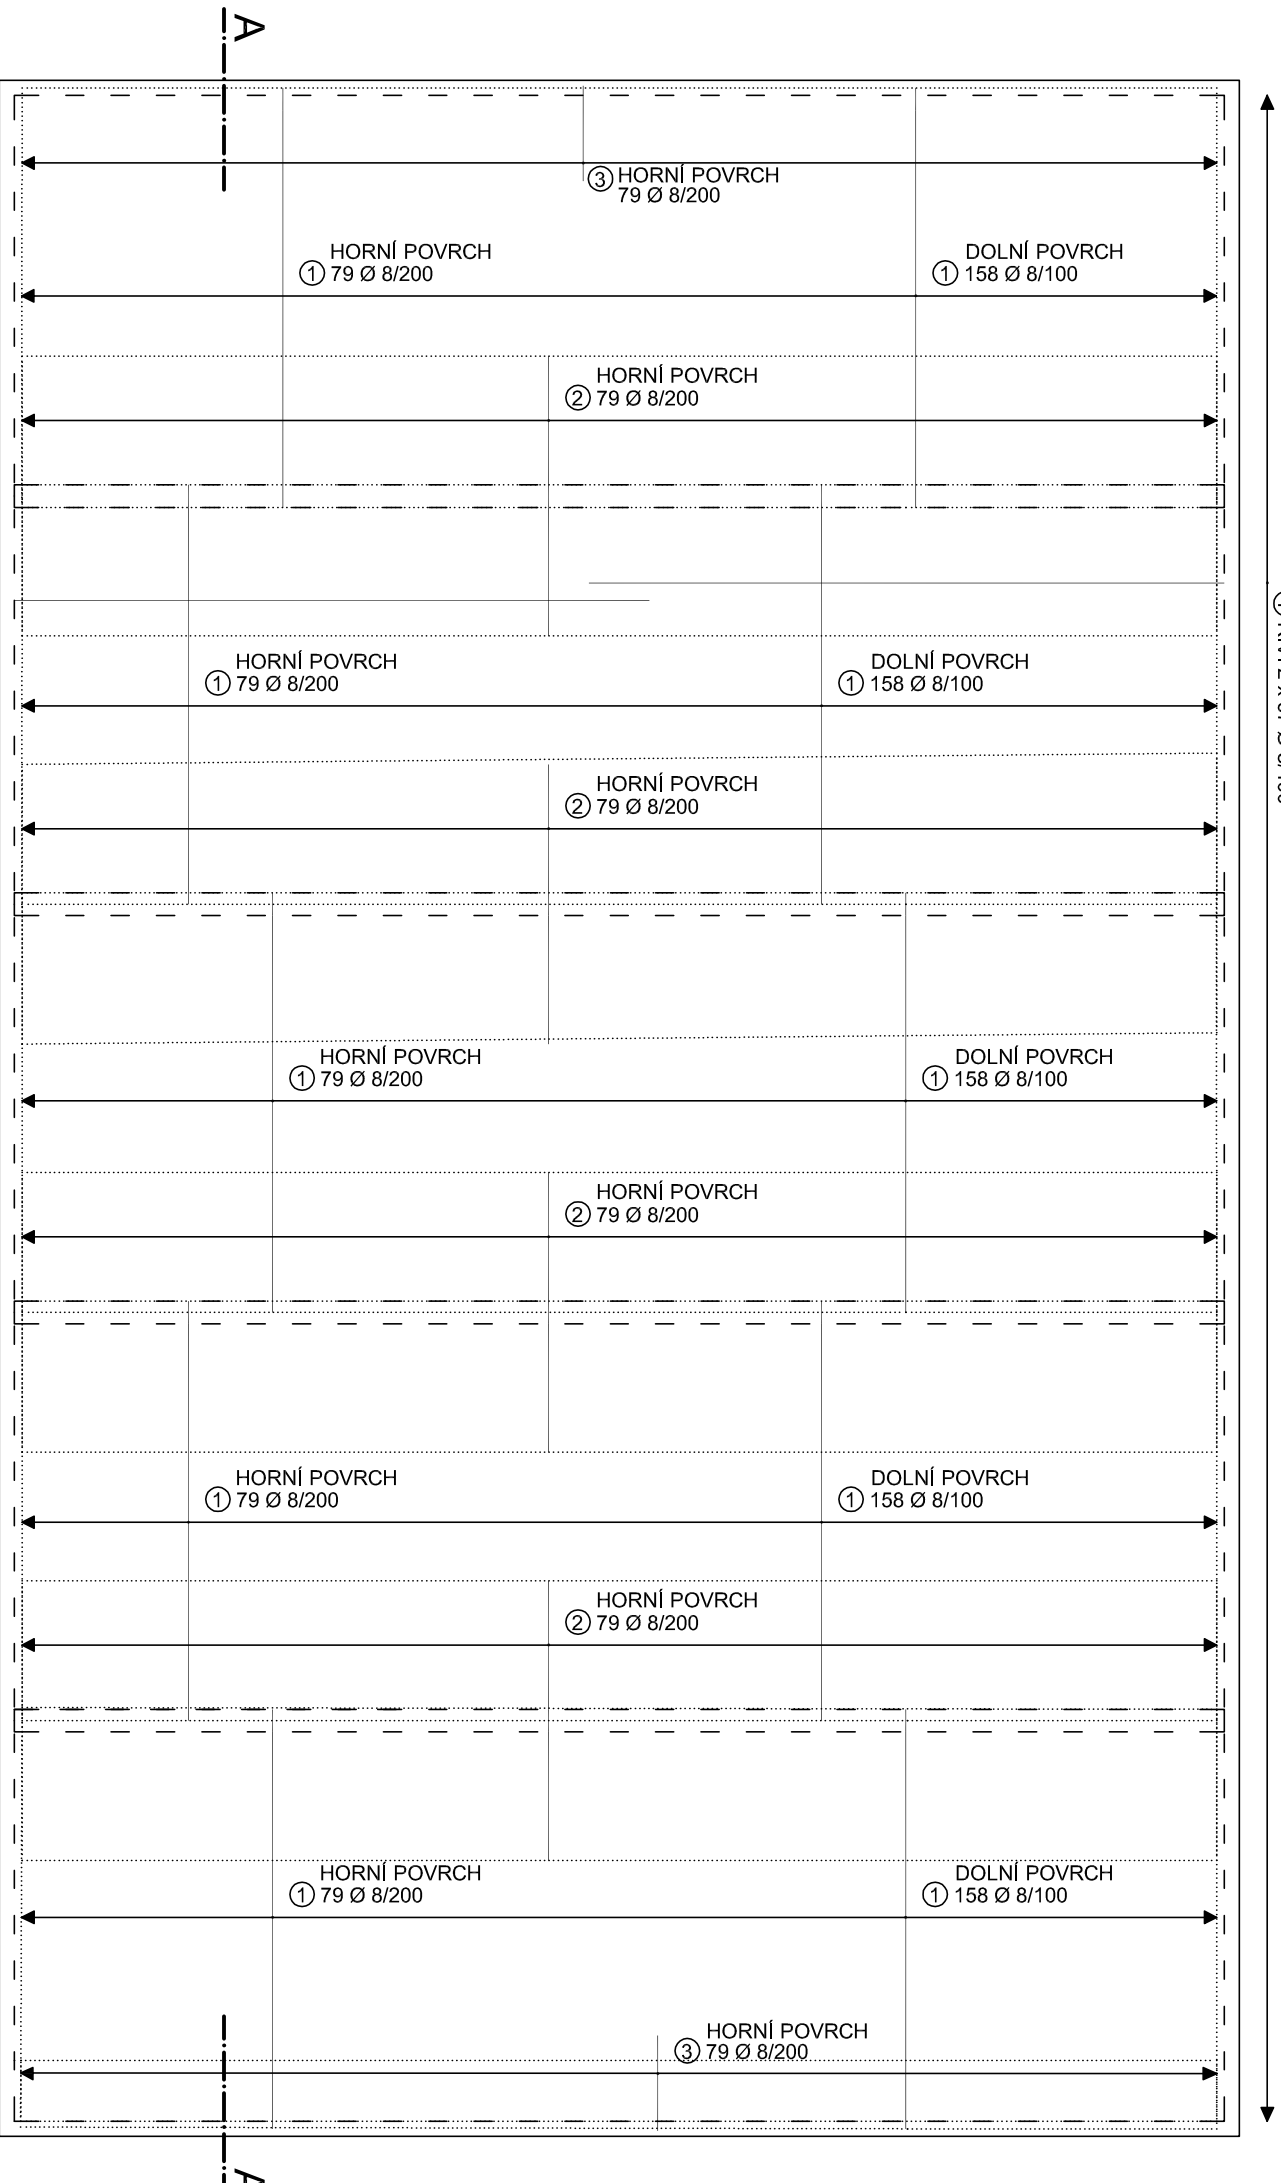 A
③ HORNÍ POVRCH
79 Ø 8/200
HORNÍ POVRCH
① 79 Ø 8/200
DOLNÍ POVRCH
① 158 Ø 8/100
HORNÍ POVRCH
② 79 Ø 8/200
HORNÍ POVRCH
① 79 Ø 8/200
DOLNÍ POVRCH
① 158 Ø 8/100
HORNÍ POVRCH
② 79 Ø 8/200
HORNÍ POVRCH
① 79 Ø 8/200
DOLNÍ POVRCH
① 158 Ø 8/100
HORNÍ POVRCH
② 79 Ø 8/200
HORNÍ POVRCH
① 79 Ø 8/200
DOLNÍ POVRCH
① 158 Ø 8/100
HORNÍ POVRCH
② 79 Ø 8/200
HORNÍ POVRCH
① 79 Ø 8/200
DOLNÍ POVRCH
① 158 Ø 8/100
HORNÍ POVRCH
③ 79 Ø 8/200
A